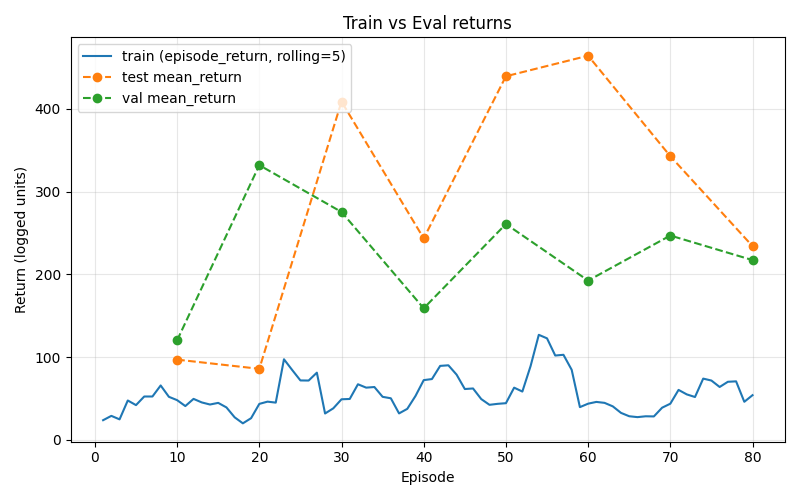 Train vs Eval returns
train (episode_return, rolling=5)
test mean_return
val mean_return
Return (logged units)
400
300
200
100
0
0 10 20 30 40 50 60 70 80
Episode